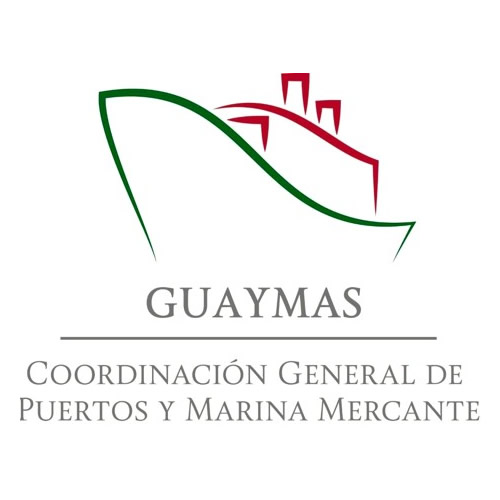 GUAYMAS
COORDINACIÓN GENERAL DE
PUERTOS Y MARINA MERCANTE